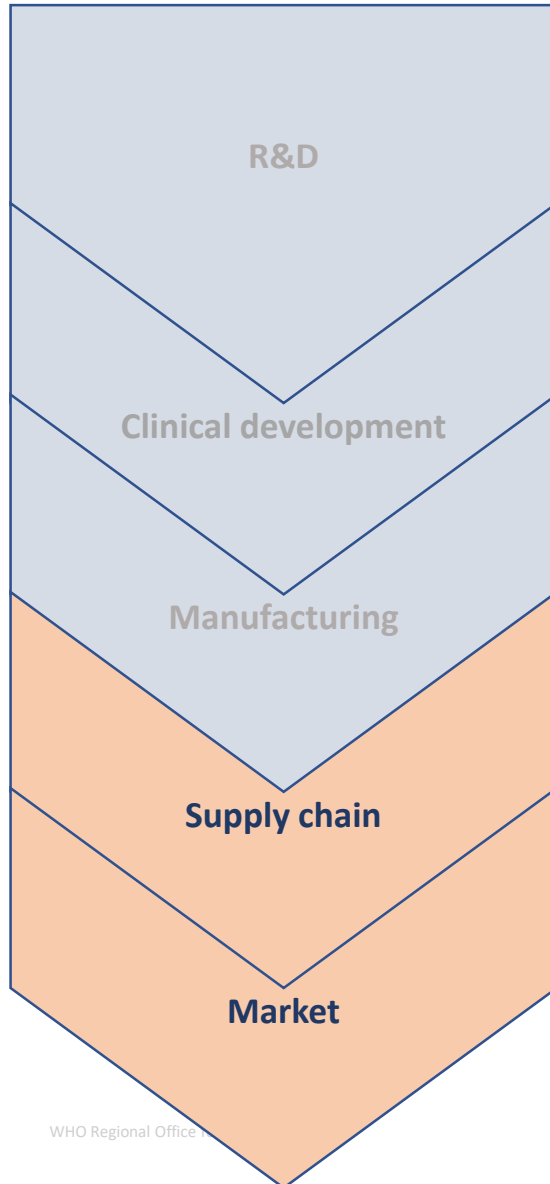 R&D
Clinical development
Manufacturing
Supply chain
Market
WHO Regional Office